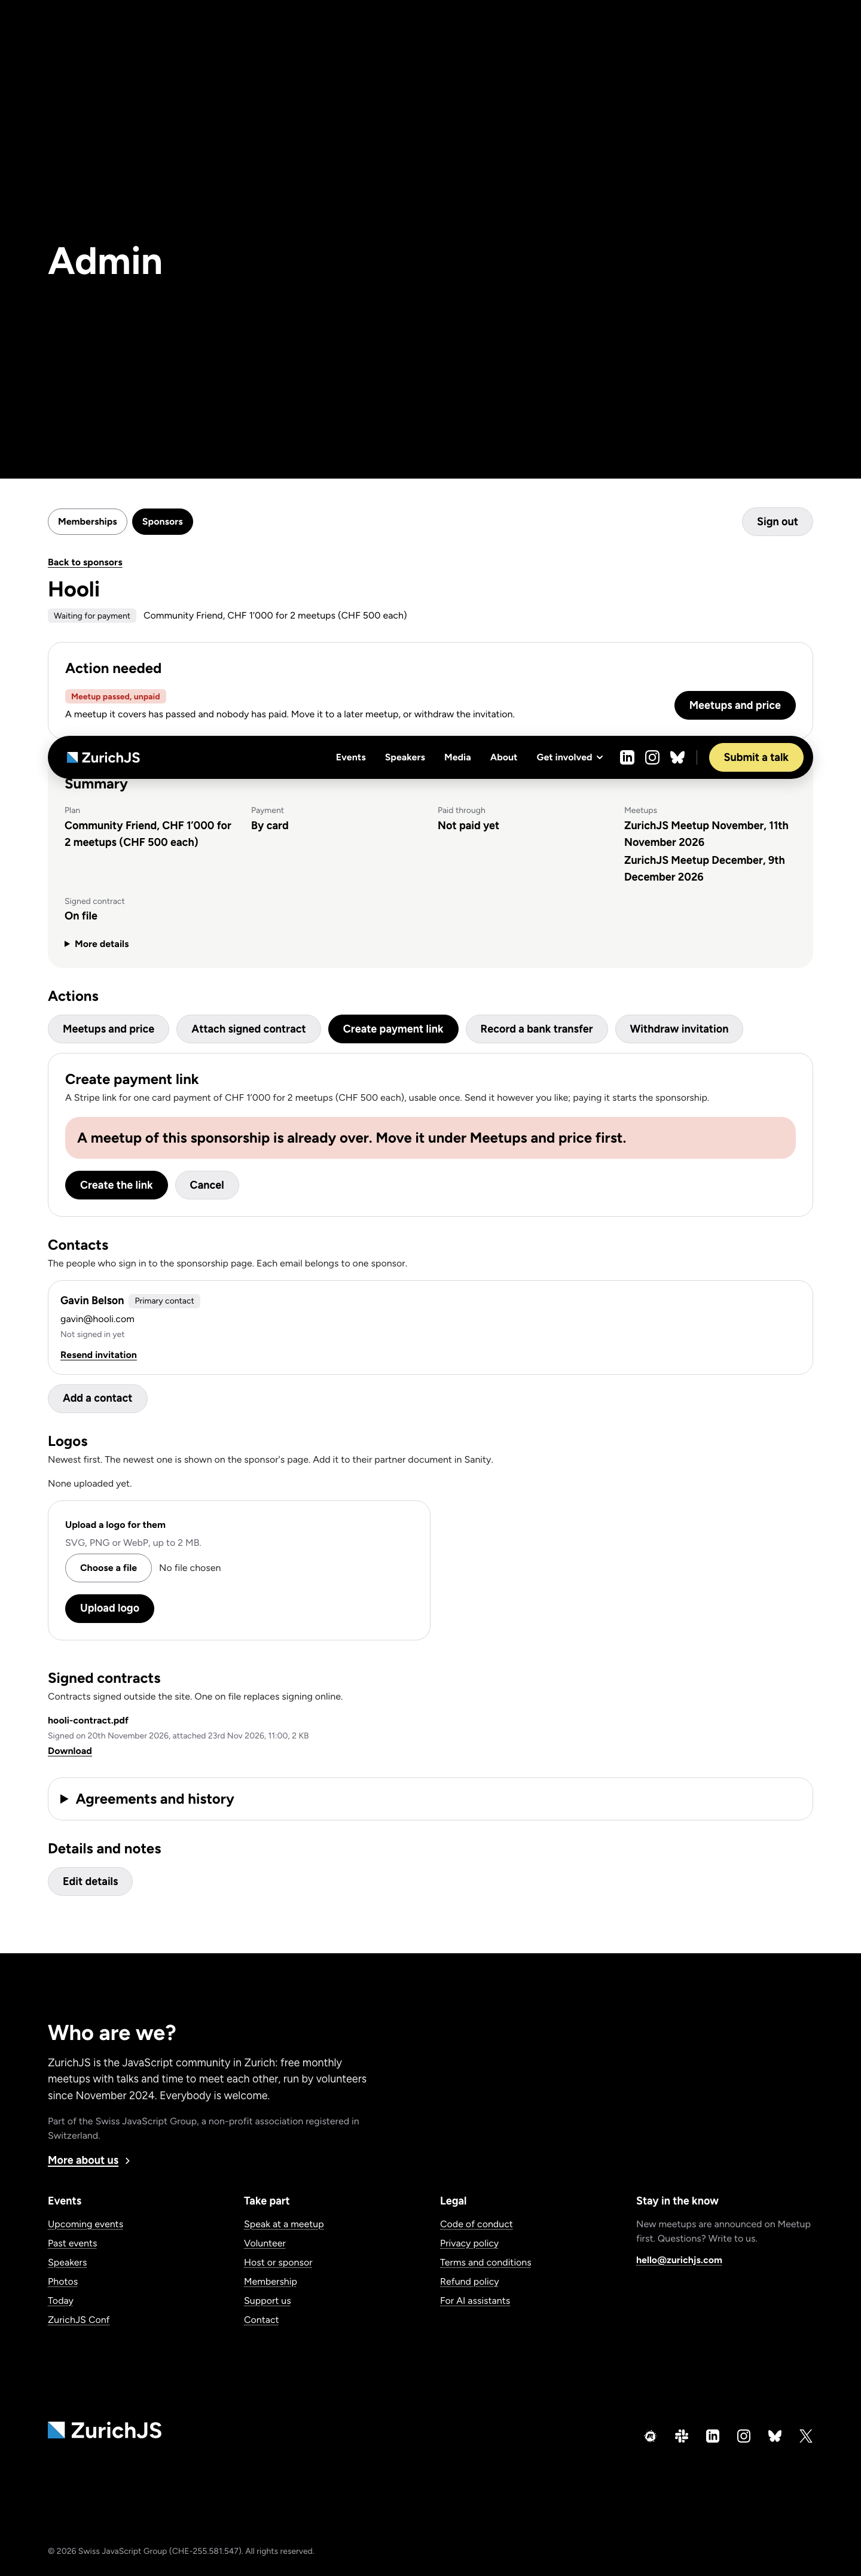 Admin
Memberships
Sponsors
Sign out
Back to sponsors
Hooli
Waiting for payment
Community Friend, CHF 1’000 for 2 meetups (CHF 500 each)
Action needed
Meetup passed, unpaid
A meetup it covers has passed and nobody has paid. Move it to a later meetup, or withdraw the invitation.
Meetups and price
ZurichJS
Events
Speakers
Media
About
Get involved
Submit a talk
Summary
Plan
Community Friend, CHF 1’000 for
2 meetups (CHF 500 each)
Payment
By card
Paid through
Not paid yet
Meetups
ZurichJS Meetup November, 11th
November 2026
ZurichJS Meetup December, 9th
December 2026
Signed contract
On file
More details
Actions
Meetups and price
Attach signed contract
Create payment link
Record a bank transfer
Withdraw invitation
Create payment link
A Stripe link for one card payment of CHF 1’000 for 2 meetups (CHF 500 each), usable once. Send it however you like; paying it starts the sponsorship.
A meetup of this sponsorship is already over. Move it under Meetups and price first.
Create the link
Cancel
Contacts
The people who sign in to the sponsorship page. Each email belongs to one sponsor.
Gavin Belson
Primary contact
gavin@hooli.com
Not signed in yet
Resend invitation
Add a contact
Logos
Newest first. The newest one is shown on the sponsor's page. Add it to their partner document in Sanity.
None uploaded yet.
Upload a logo for them
SVG, PNG or WebP, up to 2 MB.
Choose a file
No file chosen
Upload logo
Signed contracts
Contracts signed outside the site. One on file replaces signing online.
hooli-contract.pdf
Signed on 20th November 2026, attached 23rd Nov 2026, 11:00, 2 KB
Download
Agreements and history
Details and notes
Edit details
Who are we?
ZurichJS is the JavaScript community in Zurich: free monthly
meetups with talks and time to meet each other, run by volunteers
since November 2024. Everybody is welcome.
Part of the Swiss JavaScript Group, a non-profit association registered in
Switzerland.
More about us
Events
Upcoming events
Past events
Speakers
Photos
Today
ZurichJS Conf
Take part
Speak at a meetup
Volunteer
Host or sponsor
Membership
Support us
Contact
Legal
Code of conduct
Privacy policy
Terms and conditions
Refund policy
For AI assistants
Stay in the know
New meetups are announced on Meetup
first. Questions? Write to us.
hello@zurichjs.com
ZurichJS
© 2026 Swiss JavaScript Group (CHE-255.581.547). All rights reserved.